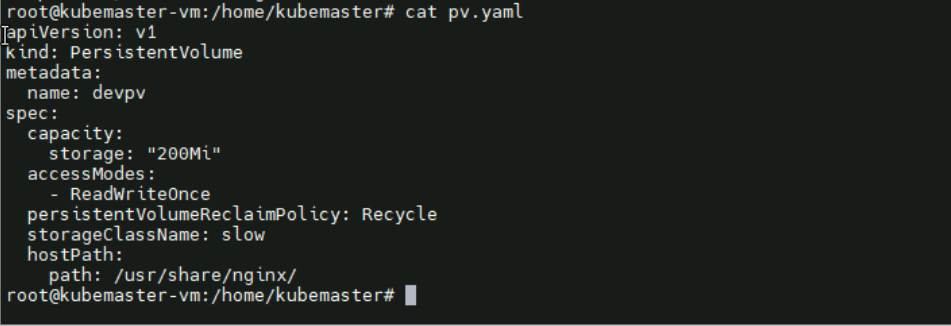 root@kubemaster-vm:/home/kubemaster# cat pv.yaml
apiVersion: v1
kind: PersistentVolume
metadata:
  name: devpv
spec:
  capacity:
    storage: "200Mi"
  accessModes:
    - ReadWriteOnce
  persistentVolumeReclaimPolicy: Recycle
  storageClassName: slow
  hostPath:
    path: /usr/share/nginx/
root@kubemaster-vm:/home/kubemaster#